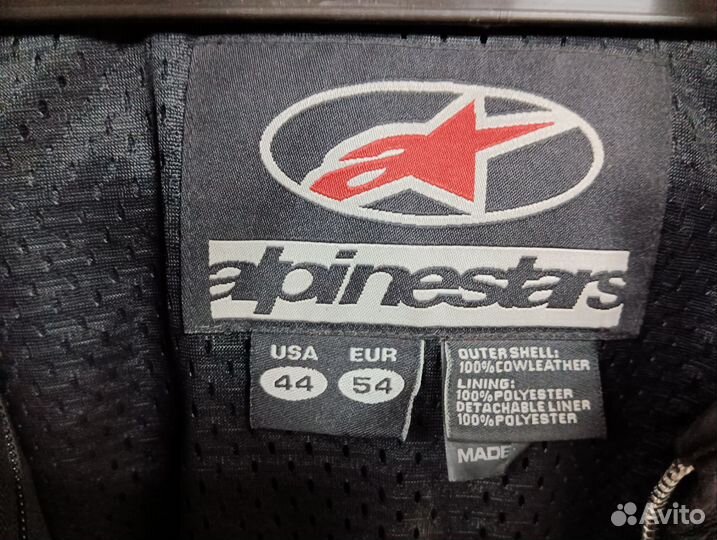 alpinestars
USA EUR
44 54
OUTER SHELL:
100%COWLEATHER
LINING:
100%POLYESTER
DETACHABLE LINER
100%POLYESTER
MADE
Avito